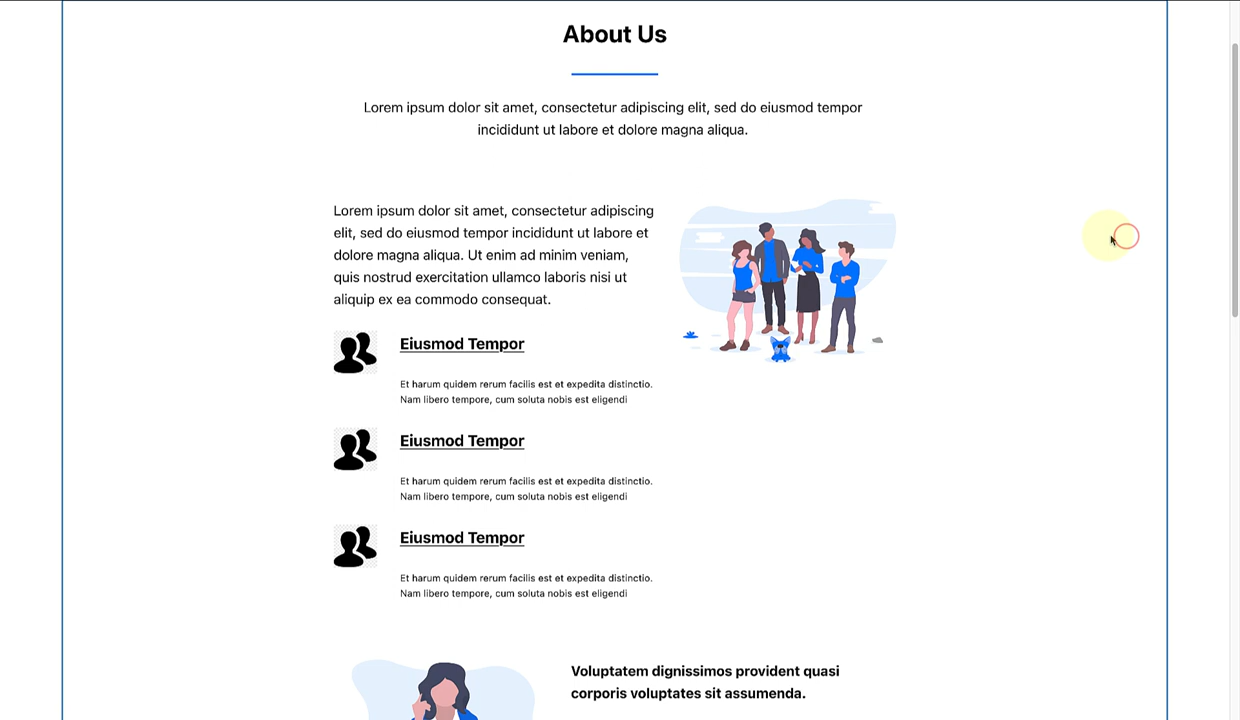 About Us
Lorem ipsum dolor sit amet, consectetur adipiscing elit, sed do eiusmod tempor
incididunt ut labore et dolore magna aliqua.
Lorem ipsum dolor sit amet, consectetur adipiscing
elit, sed do eiusmod tempor incididunt ut labore et
dolore magna aliqua. Ut enim ad minim veniam,
quis nostrud exercitation ullamco laboris nisi ut
aliquip ex ea commodo consequat.
Eiusmod Tempor
Et harum quidem rerum facilis est et expedita distinctio.
Nam libero tempore, cum soluta nobis est eligendi
Eiusmod Tempor
Et harum quidem rerum facilis est et expedita distinctio.
Nam libero tempore, cum soluta nobis est eligendi
Eiusmod Tempor
Et harum quidem rerum facilis est et expedita distinctio.
Nam libero tempore, cum soluta nobis est eligendi
Voluptatem dignissimos provident quasi
corporis voluptates sit assumenda.